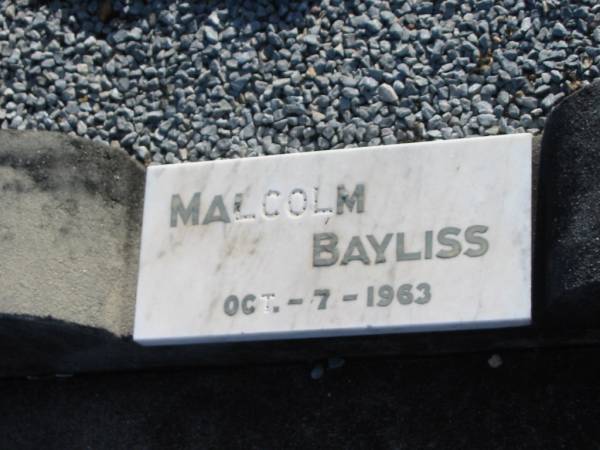 MALCOLM
BAYLISS
OCT. - 7 - 1963